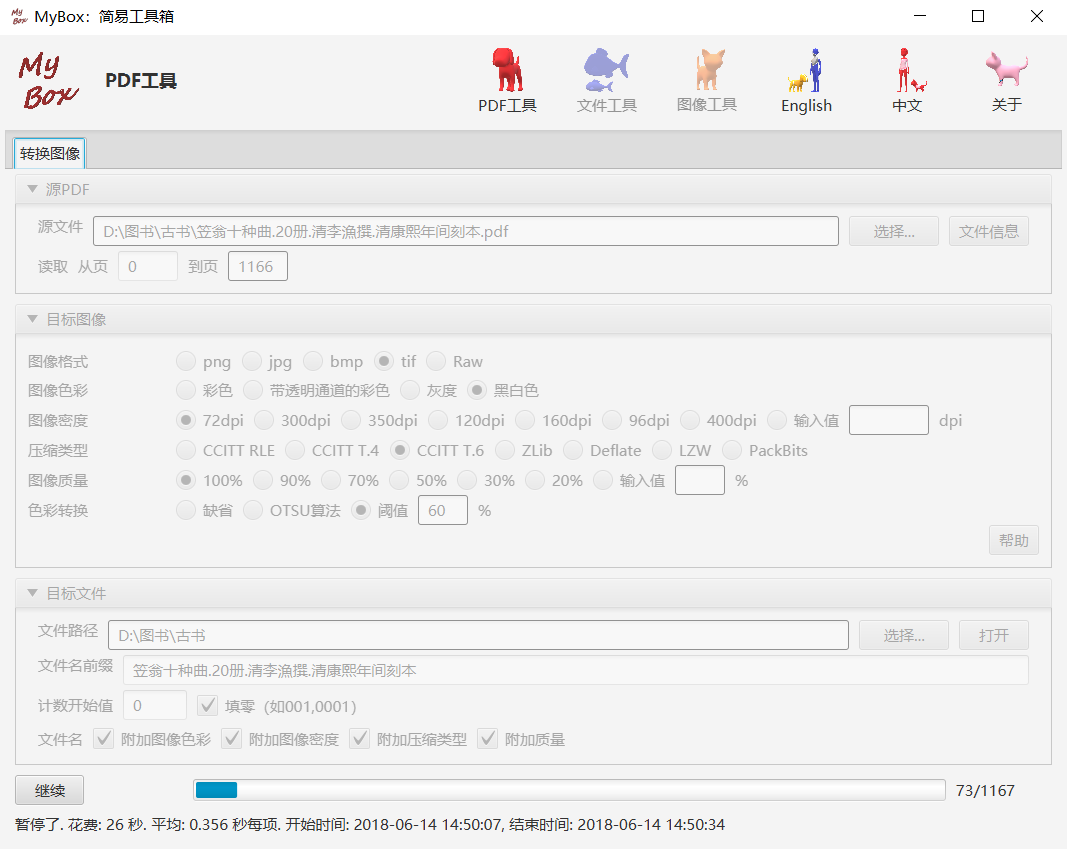 MyBox：简易工具箱
My Box
PDF工具
PDF工具 文件工具 图像工具 English 中文 关于
转换图像
源PDF
源文件 D:\图书\古书\笠翁十种曲.20册.清李漁撰.清康熙年间刻本.pdf 选择... 文件信息
读取 从页 0 到页 1166
目标图像
图像格式 png jpg bmp tif Raw
图像色彩 彩色 带透明通道的彩色 灰度 黑白色
图像密度 72dpi 300dpi 350dpi 120dpi 160dpi 96dpi 400dpi 输入值 dpi
压缩类型 CCITT RLE CCITT T.4 CCITT T.6 ZLib Deflate LZW PackBits
图像质量 100% 90% 70% 50% 30% 20% 输入值 %
色彩转换 缺省 OTSU算法 阈值 60 %
帮助
目标文件
文件路径 D:\图书\古书 选择... 打开
文件名前缀 笠翁十种曲.20册.清李漁撰.清康熙年间刻本
计数开始值 0 填零（如001,0001）
文件名 附加图像色彩 附加图像密度 附加压缩类型 附加质量
继续 73/1167
暂停了. 花费: 26 秒. 平均: 0.356 秒每项. 开始时间: 2018-06-14 14:50:07, 结束时间: 2018-06-14 14:50:34